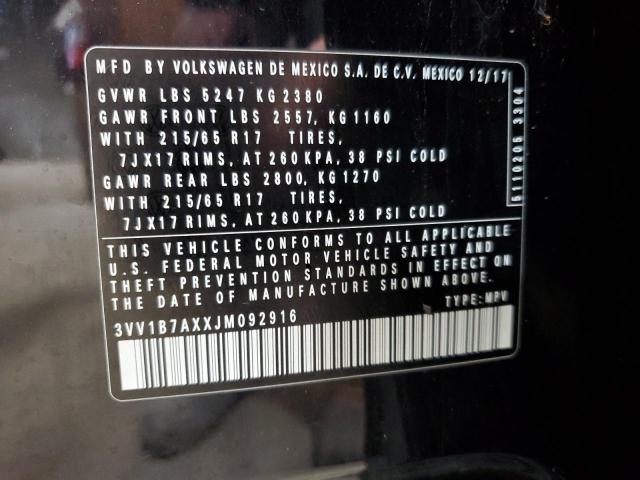 MFD BY VOLKSWAGEN DE MEXICO S.A. DE C.V. MEXICO 12/17
GVWR LBS 5247 KG 2380
GAWR FRONT LBS 2557, KG 1160
WITH 215/65 R17 TIRES,
7JX17 RIMS, AT 260 KPA, 38 PSI COLD
GAWR REAR LBS 2800, KG 1270
WITH 215/65 R17 TIRES,
7JX17 RIMS, AT 260 KPA, 38 PSI COLD
5110205 3304
THIS VEHICLE CONFORMS TO ALL APPLICABLE
U.S. FEDERAL MOTOR VEHICLE SAFETY AND
THEFT PREVENTION STANDARDS IN EFFECT ON
THE DATE OF MANUFACTURE SHOWN ABOVE.
3VV1B7AXXJM092916 TYPE: MPV